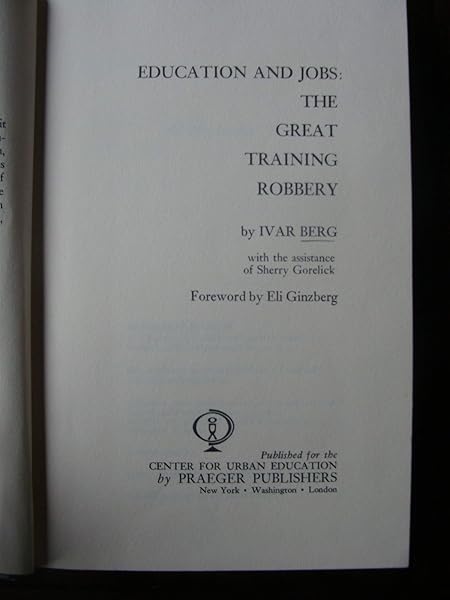 EDUCATION AND JOBS:
THE
GREAT
TRAINING
ROBBERY
by IVAR BERG
with the assistance
of Sherry Gorelick
Foreword by Eli Ginzberg
Published for the
CENTER FOR URBAN EDUCATION
by PRAEGER PUBLISHERS
New York • Washington • London